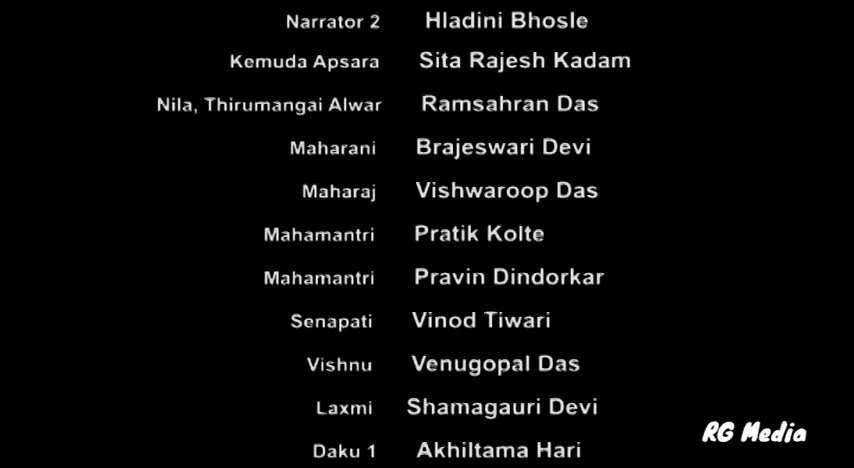 Narrator 2 Hladini Bhosle
Kemuda Apsara Sita Rajesh Kadam
Nila, Thirumangai Alwar Ramsahran Das
Maharani Brajeswari Devi
Maharaj Vishwaroop Das
Mahamantri Pratik Kolte
Mahamantri Pravin Dindorkar
Senapati Vinod Tiwari
Vishnu Venugopal Das
Laxmi Shamagauri Devi
RG Media
Daku 1 Akhiltama Hari